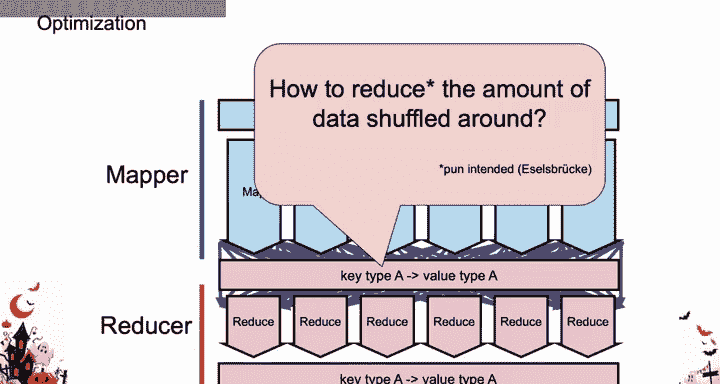 Optimization
How to reduce* the amount of
data shuffled around?
*pun intended (Eselsbrücke)
Mapper
key type A -> value type A
Reducer
Reduce Reduce Reduce Reduce Reduce Reduce
key type A -> value type A